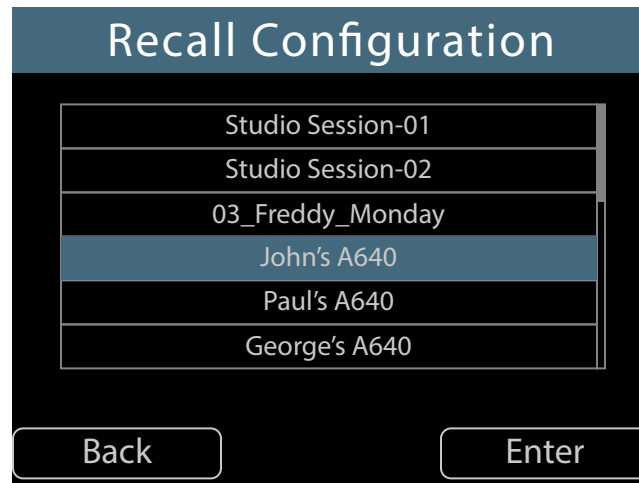 Recall Configuration
Studio Session-01
Studio Session-02
03_Freddy_Monday
John’s A640
Paul’s A640
George’s A640
Back
Enter